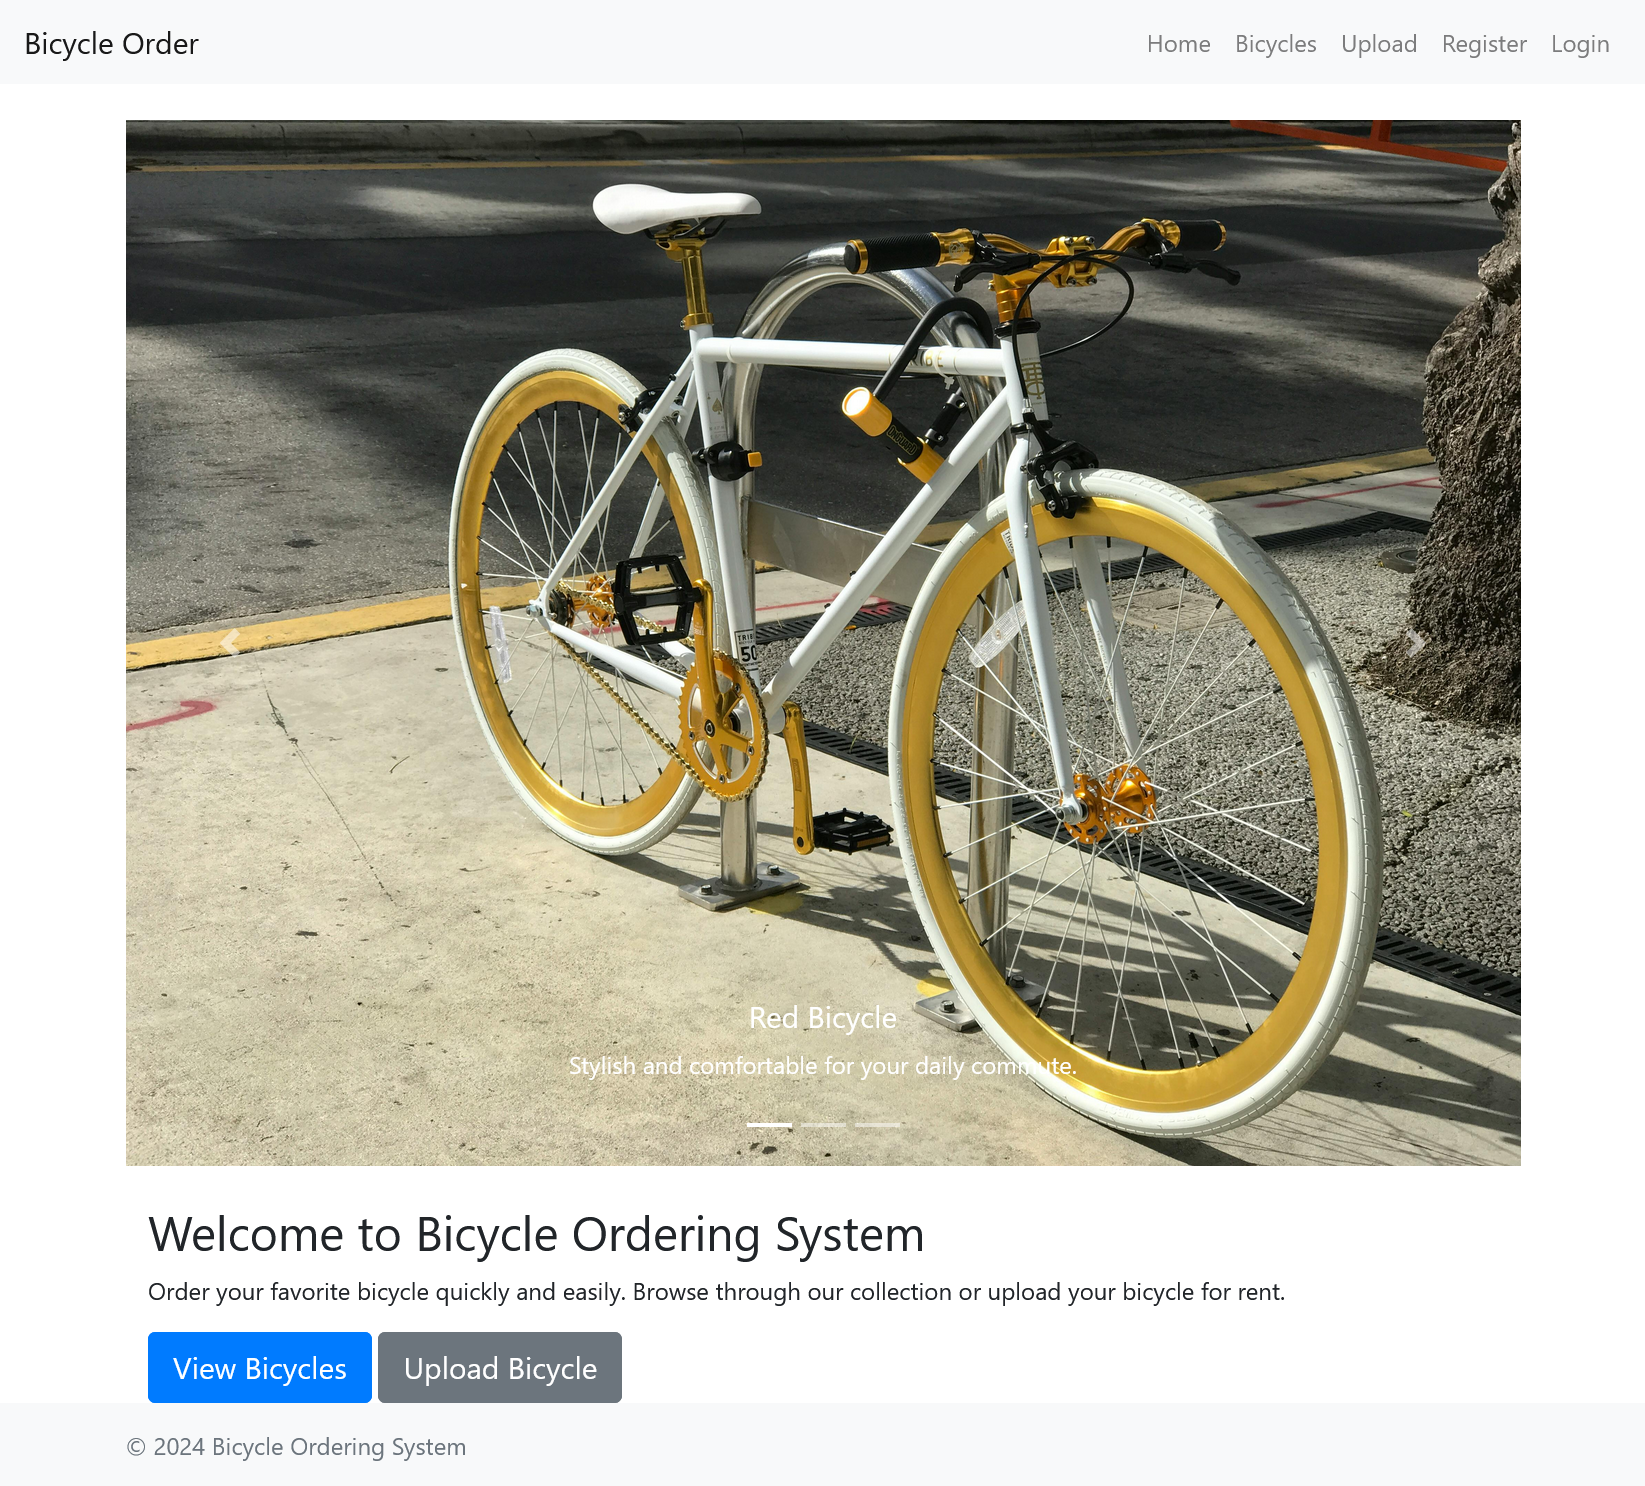 Bicycle Order
Home Bicycles Upload Register Login
TRIBE
50
Red Bicycle
Stylish and comfortable for your daily commute.
Welcome to Bicycle Ordering System
Order your favorite bicycle quickly and easily. Browse through our collection or upload your bicycle for rent.
View Bicycles Upload Bicycle
© 2024 Bicycle Ordering System